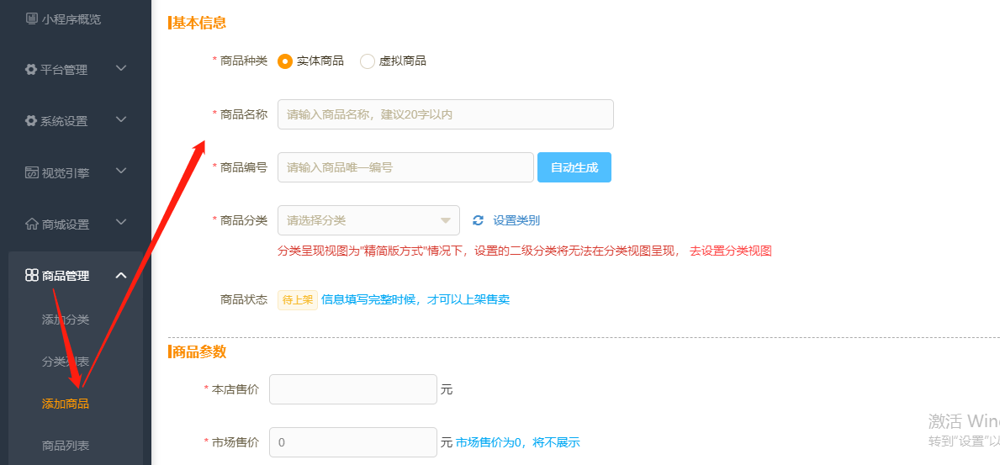 小程序概览
平台管理
系统设置
视觉引擎
商城设置
商品管理
添加分类
分类列表
添加商品
商品列表
基本信息
* 商品种类 实体商品 虚拟商品
* 商品名称 请输入商品名称，建议20字以内
* 商品编号 请输入商品唯一编号 自动生成
* 商品分类 请选择分类 设置类别
分类呈现视图为"精简版方式"情况下，设置的二级分类将无法在分类视图呈现， 去设置分类视图
商品状态 待上架 信息填写完整时候，才可以上架售卖
商品参数
* 本店售价 元
* 市场售价 0 元 市场售价为0，将不展示
激活 Win
转到"设置"以